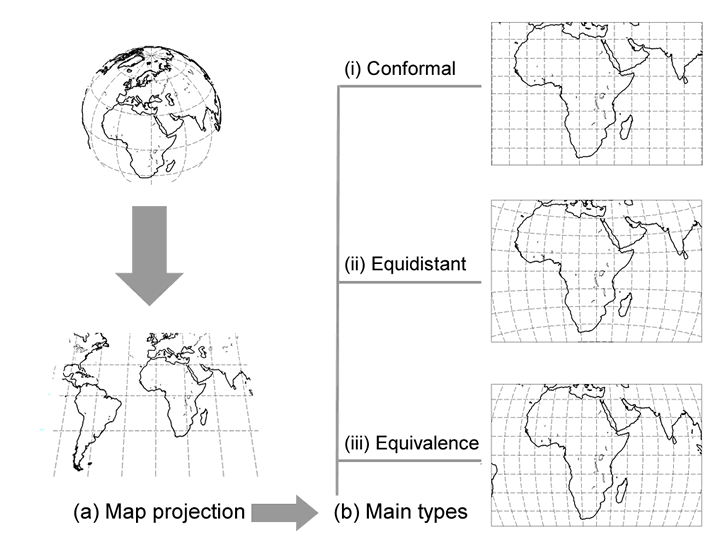 (i) Conformal
(ii) Equidistant
(iii) Equivalence
(a) Map projection
(b) Main types